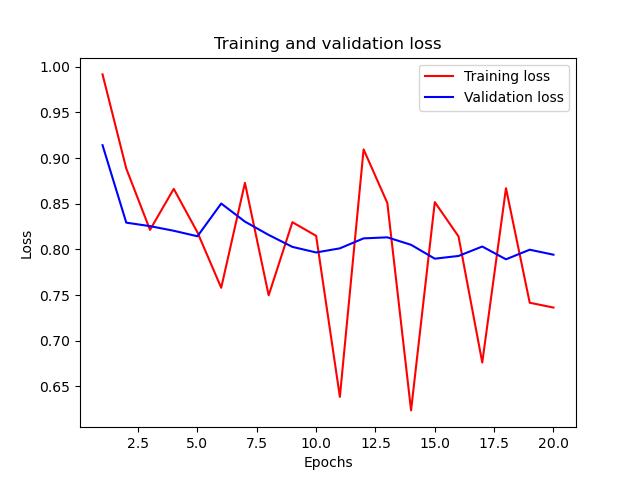 Training and validation loss
Training loss
Validation loss
1.00
0.95
0.90
0.85
0.80
0.75
0.70
0.65
Loss
2.5 5.0 7.5 10.0 12.5 15.0 17.5 20.0
Epochs